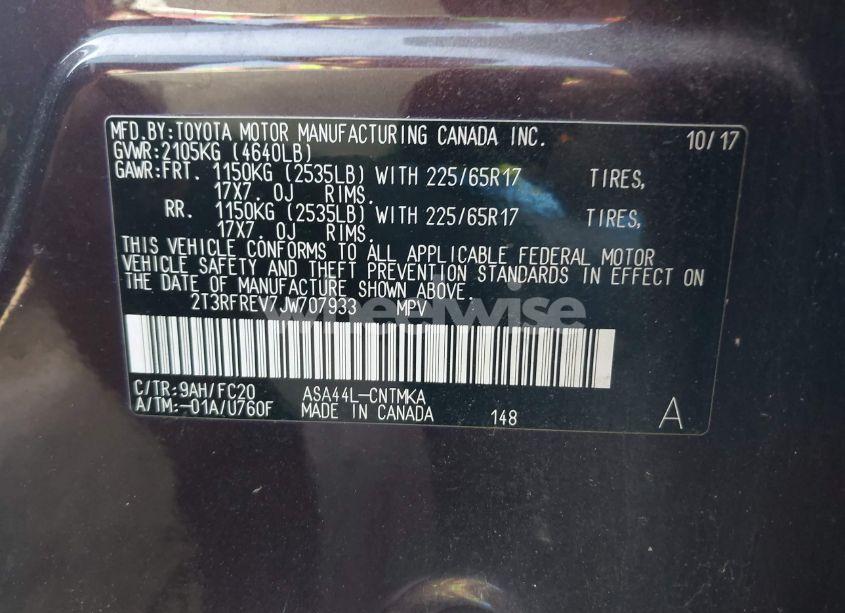 MFD.BY:TOYOTA MOTOR MANUFACTURING CANADA INC. 10/17
GVWR:2105KG (4640LB)
GAWR:FRT. 1150KG (2535LB) WITH 225/65R17 TIRES,
17X7. 0J RIMS.
RR. 1150KG (2535LB) WITH 225/65R17 TIRES,
17X7. 0J RIMS.
THIS VEHICLE CONFORMS TO ALL APPLICABLE FEDERAL MOTOR
VEHICLE SAFETY AND THEFT PREVENTION STANDARDS IN EFFECT ON
THE DATE OF MANUFACTURE SHOWN ABOVE.
2T3RFREV7JW707933 MPV
wheelwise
C/TR:9AH/FC20 ASA44L-CNTMKA
A/TM:-01A/U760F MADE IN CANADA 148 A